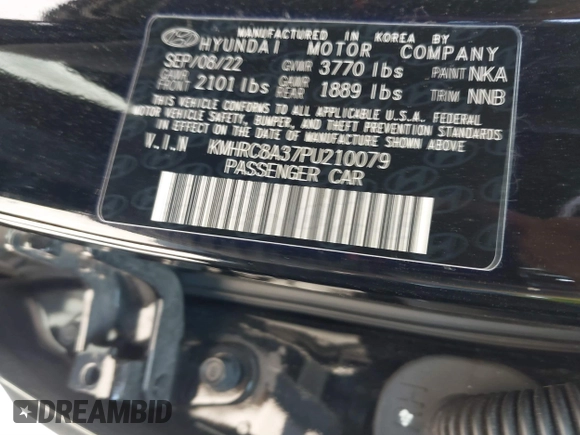 MANUFACTURED IN KOREA BY
HYUNDAI MOTOR COMPANY
SEP/08/22 GVWR 3770 lbs PAINT NKA
GAWR FRONT 2101 lbs GAWR REAR 1889 lbs TRIM NNB
THIS VEHICLE CONFORMS TO ALL APPLICABLE U.S.A. FEDERAL
MOTOR VEHICLE SAFETY, BUMPER, AND THEFT PREVENTION STANDARDS
IN EFFECT ON THE DATE OF MANUFACTURE SHOWN ABOVE.
V.I.N KMHRC8A37PU210079
PASSENGER CAR
DREAMBID